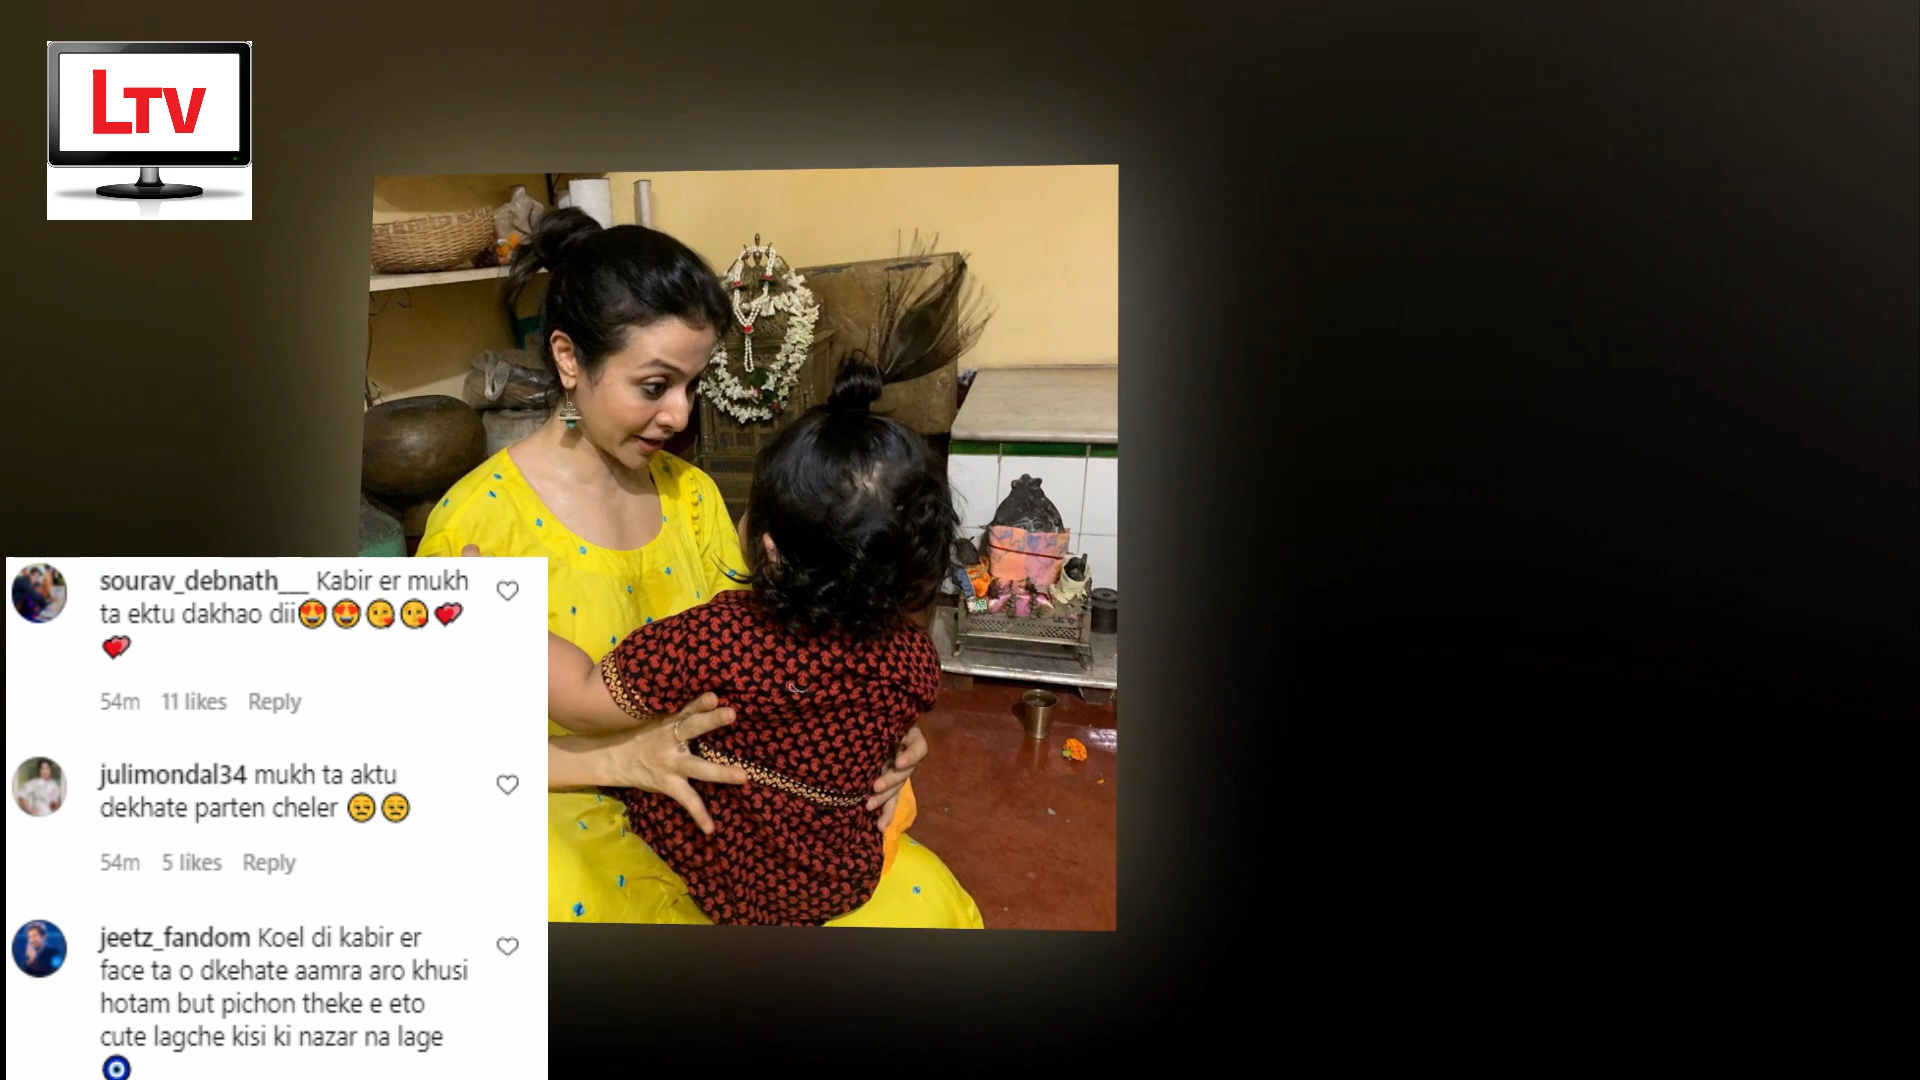 LTV
sourav_debnath___ Kabir er mukh
ta ektu dakhao dii😍😍😘😘💕
💕
54m 11 likes Reply
julimondal34 mukh ta aktu
dekhate parten cheler 😒😒
54m 5 likes Reply
jeetz_fandom Koel di kabir er
face ta o dkehate aamra aro khusi
hotam but pichon theke e eto
cute lagche kisi ki nazar na lage
🧿